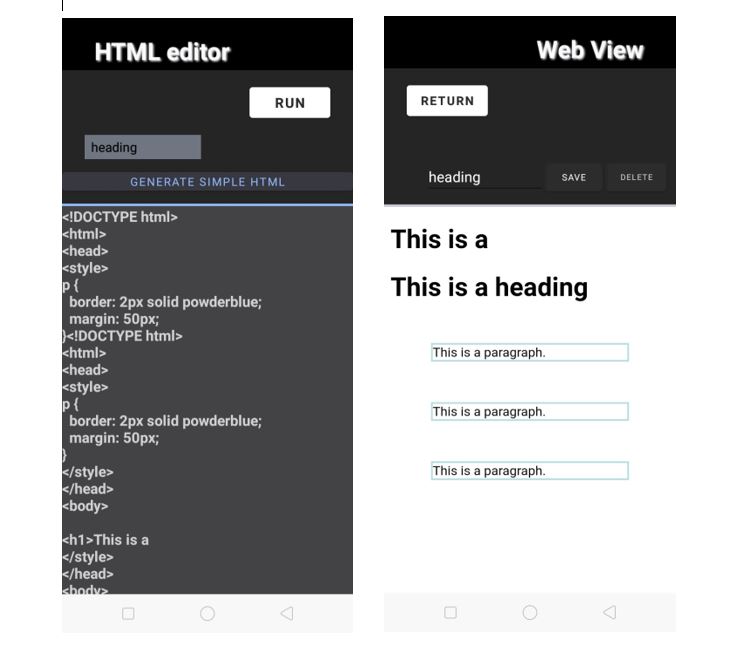 HTML editor
RUN
heading
GENERATE SIMPLE HTML
<!DOCTYPE html>
<html>
<head>
<style>
p {
  border: 2px solid powderblue;
  margin: 50px;
}<!DOCTYPE html>
<html>
<head>
<style>
p {
  border: 2px solid powderblue;
  margin: 50px;
}
</style>
</head>
<body>

<h1>This is a
</style>
</head>
<body>
Web View
RETURN
heading SAVE DELETE
This is a
This is a heading
This is a paragraph.
This is a paragraph.
This is a paragraph.